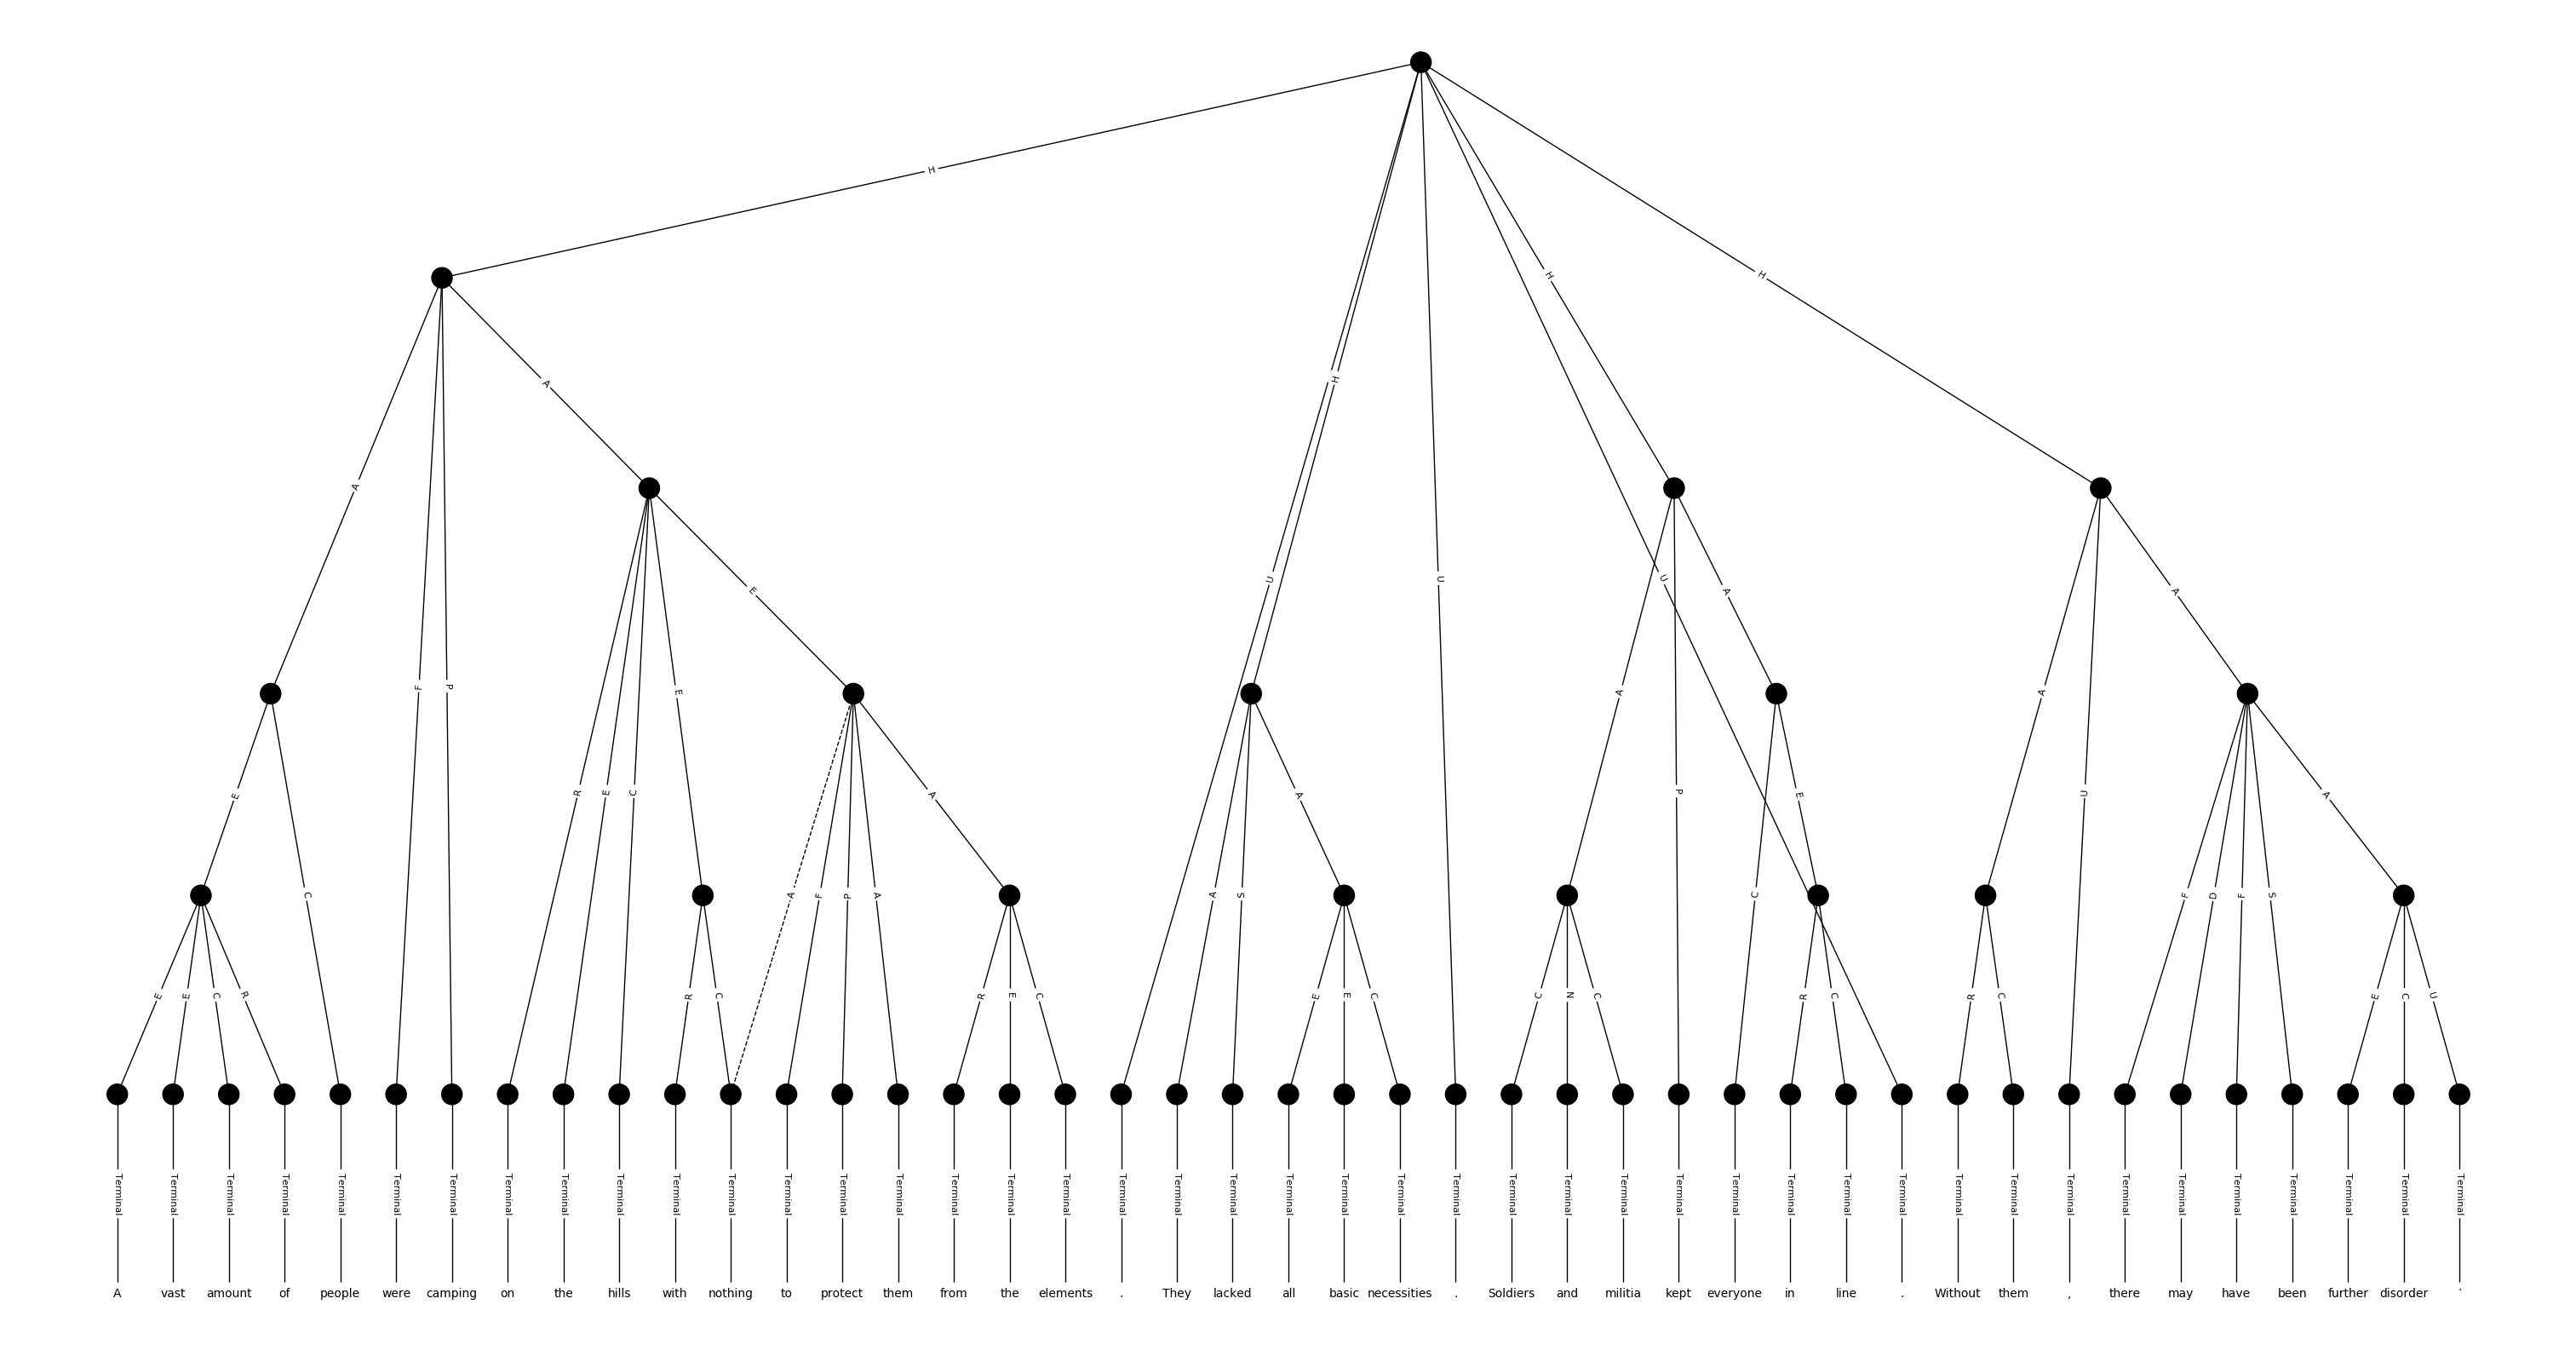 H
H
H
H
A
A
U
U
U
A
E
A
A
F
P
E
A
A
U
E
C
R
E
C
A
P
E
A
A
F
P
A
A
S
C
F
D
F
S
E
E
C
R
R
C
R
E
C
E
E
C
C
N
C
R
C
R
C
E
C
U
Terminal Terminal Terminal Terminal Terminal Terminal Terminal Terminal Terminal Terminal Terminal Terminal Terminal Terminal Terminal Terminal Terminal Terminal Terminal Terminal Terminal Terminal Terminal Terminal Terminal Terminal Terminal Terminal Terminal Terminal Terminal Terminal Terminal Terminal Terminal Terminal Terminal Terminal Terminal Terminal Terminal Terminal Terminal
A vast amount of people were camping on the hills with nothing to protect them from the elements . They lacked all basic necessities . Soldiers and militia kept everyone in line . Without them , there may have been further disorder .